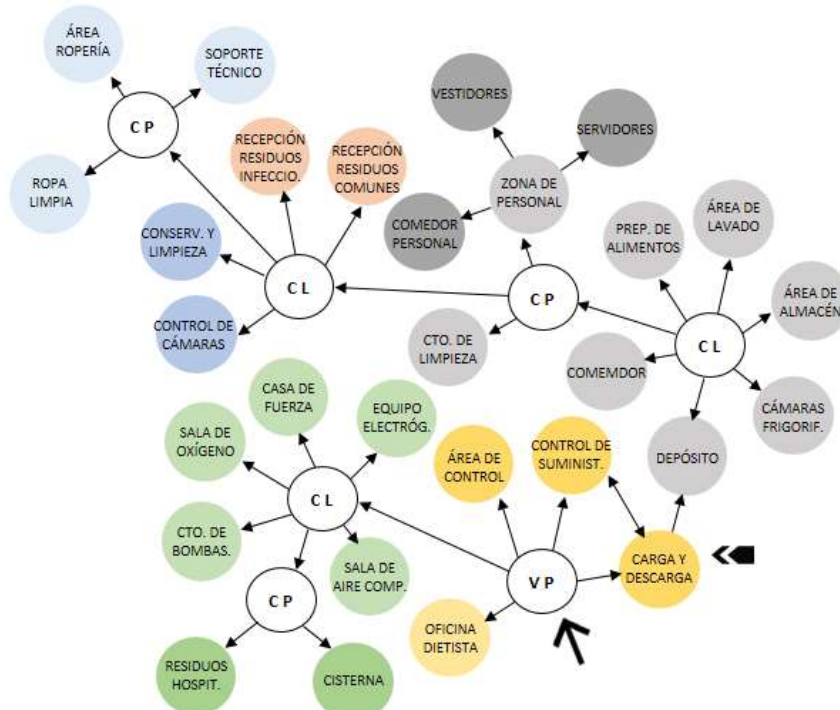 ÁREA
ROPERÍA
SOPORTE
TÉCNICO
C P
ROPA
LIMPIA
RECEPCIÓN
RESIDUOS
INFECCIO.
RECEPCIÓN
RESIDUOS
COMUNES
CONSERV. Y
LIMPIEZA
C L
CONTROL DE
CÁMARAS
VESTIDORES
SERVIDORES
ZONA DE
PERSONAL
COMEDOR
PERSONAL
C P
CTO. DE
LIMPIEZA
PREP. DE
ALIMENTOS
ÁREA DE
LAVADO
ÁREA DE
ALMACÉN
C L
COMEMDOR
CÁMARAS
FRIGORIF.
DEPÓSITO
CASA DE
FUERZA
EQUIPO
ELECTRÓG.
SALA DE
OXÍGENO
C L
CTO. DE
BOMBAS.
SALA DE
AIRE COMP.
C P
RESIDUOS
HOSPIT.
CISTERNA
ÁREA DE
CONTROL
CONTROL DE
SUMINIST.
V P
CARGA Y
DESCARGA
OFICINA
DIETISTA